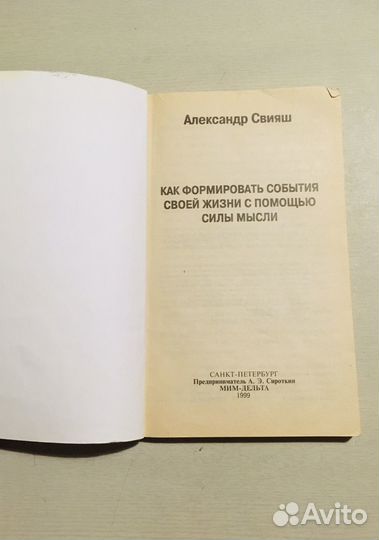 Александр Свияш
КАК ФОРМИРОВАТЬ СОБЫТИЯ
СВОЕЙ ЖИЗНИ С ПОМОЩЬЮ
СИЛЫ МЫСЛИ
САНКТ-ПЕТЕРБУРГ
Предприниматель А. Э. Сироткин
МИМ-ДЕЛЬТА
1999
Avito